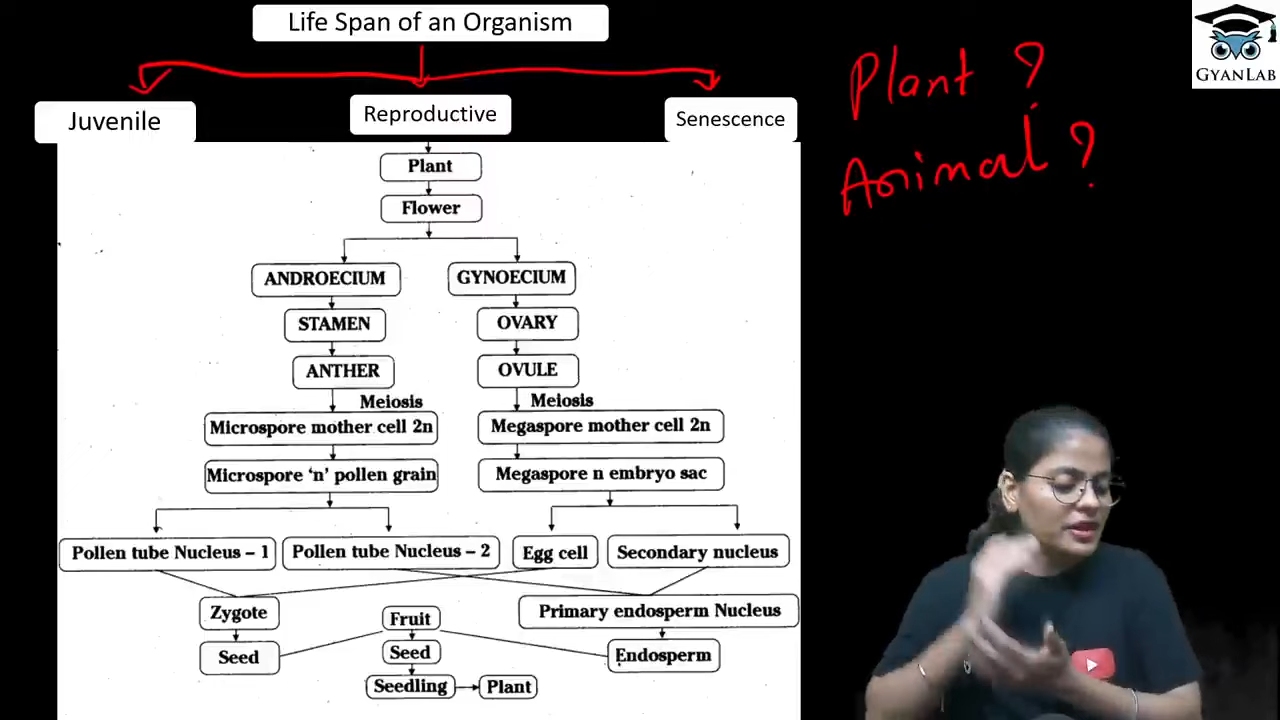 Life Span of an Organism
GYANLAB
Plant ?
Animal ?
Juvenile
Reproductive
Senescence
Plant
Flower
ANDROECIUM
GYNOECIUM
STAMEN
OVARY
ANTHER
OVULE
Meiosis
Meiosis
Microspore mother cell 2n
Megaspore mother cell 2n
Microspore ‘n’ pollen grain
Megaspore n embryo sac
Pollen tube Nucleus – 1
Pollen tube Nucleus – 2
Egg cell
Secondary nucleus
Zygote
Fruit
Primary endosperm Nucleus
Seed
Seed
Endosperm
Seedling
Plant